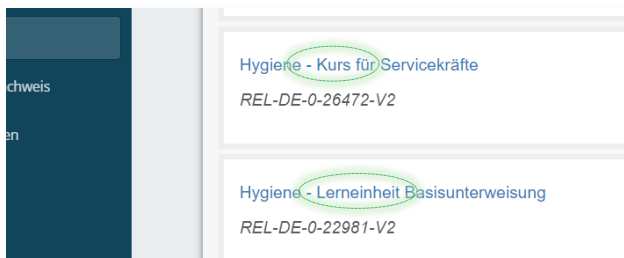 Hygiene - Kurs für Servicekräfte
REL-DE-0-26472-V2
chweis
en
Hygiene - Lerneinheit Basisunterweisung
REL-DE-0-22981-V2